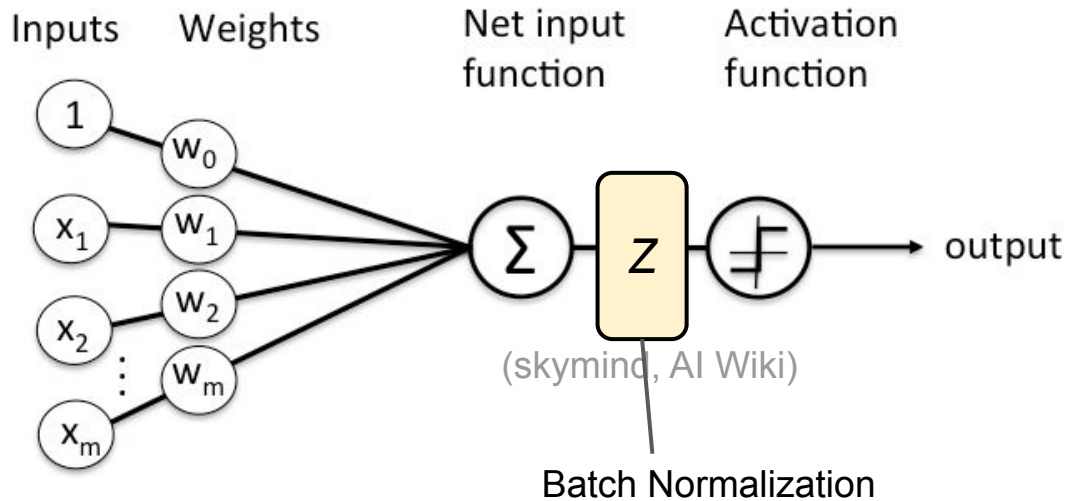 Inputs
Weights
Net input
function
Activation
function
1
w₀
x₁
w₁
x₂
w₂
⋮
xₘ
wₘ
Σ
z
output
(skymind, AI Wiki)
Batch Normalization